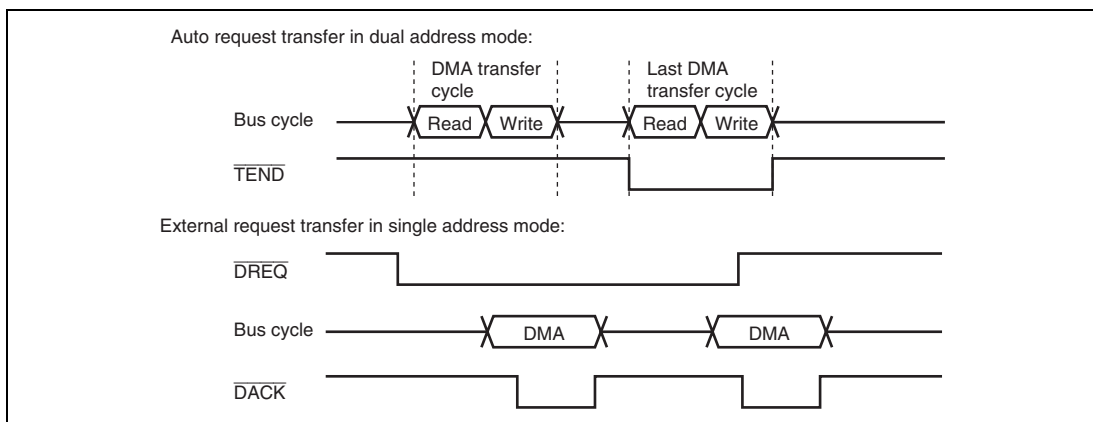 Auto request transfer in dual address mode:
DMA transfer
cycle
Last DMA
transfer cycle
Bus cycle
Read
Write
Read
Write
TEND
External request transfer in single address mode:
DREQ
Bus cycle
DMA
DMA
DACK